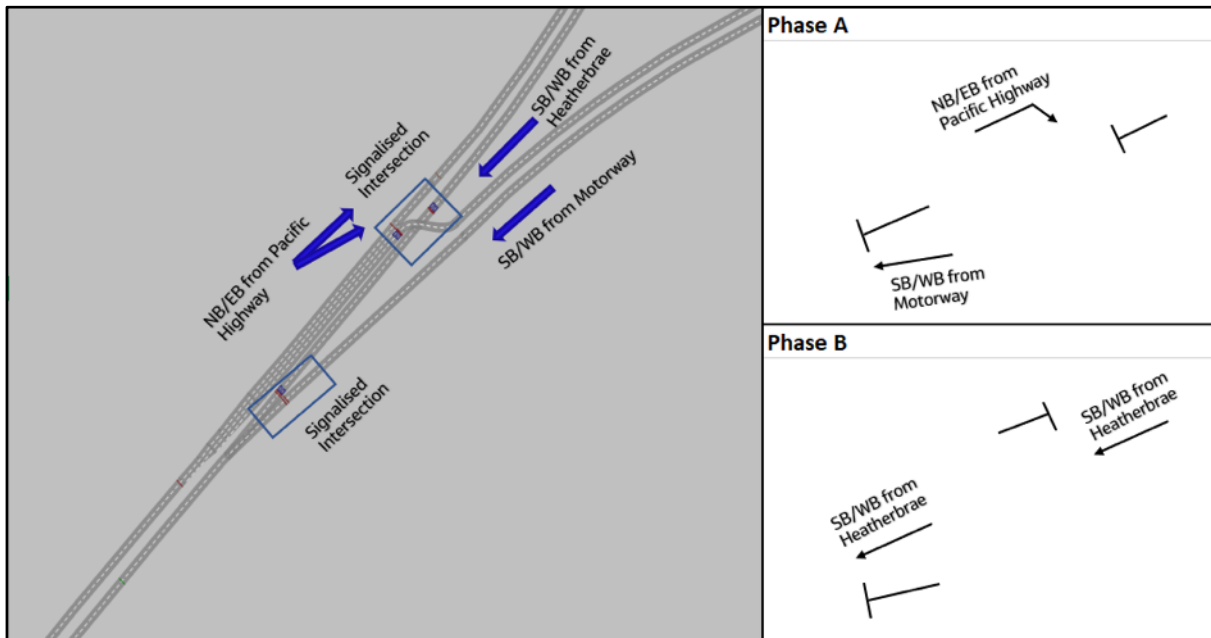 SB/WB from
Heatherbrae
Signalised
Intersection
SB/WB from Motorway
NB/EB from Pacific
Highway
Signalised
Intersection
Phase A
NB/EB from
Pacific Highway
SB/WB from
Motorway
Phase B
SB/WB from
Heatherbrae
SB/WB from
Heatherbrae